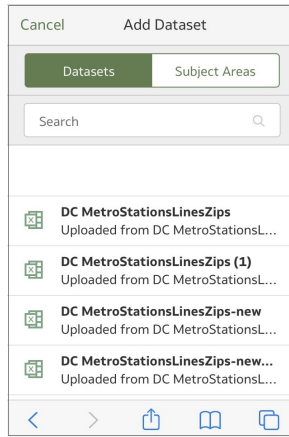 Cancel Add Dataset
Datasets Subject Areas
Search
DC MetroStationsLinesZips
Uploaded from DC MetroStationsL...
DC MetroStationsLinesZips (1)
Uploaded from DC MetroStationsL...
DC MetroStationsLinesZips-new
Uploaded from DC MetroStationsL...
DC MetroStationsLinesZips-new...
Uploaded from DC MetroStationsL...